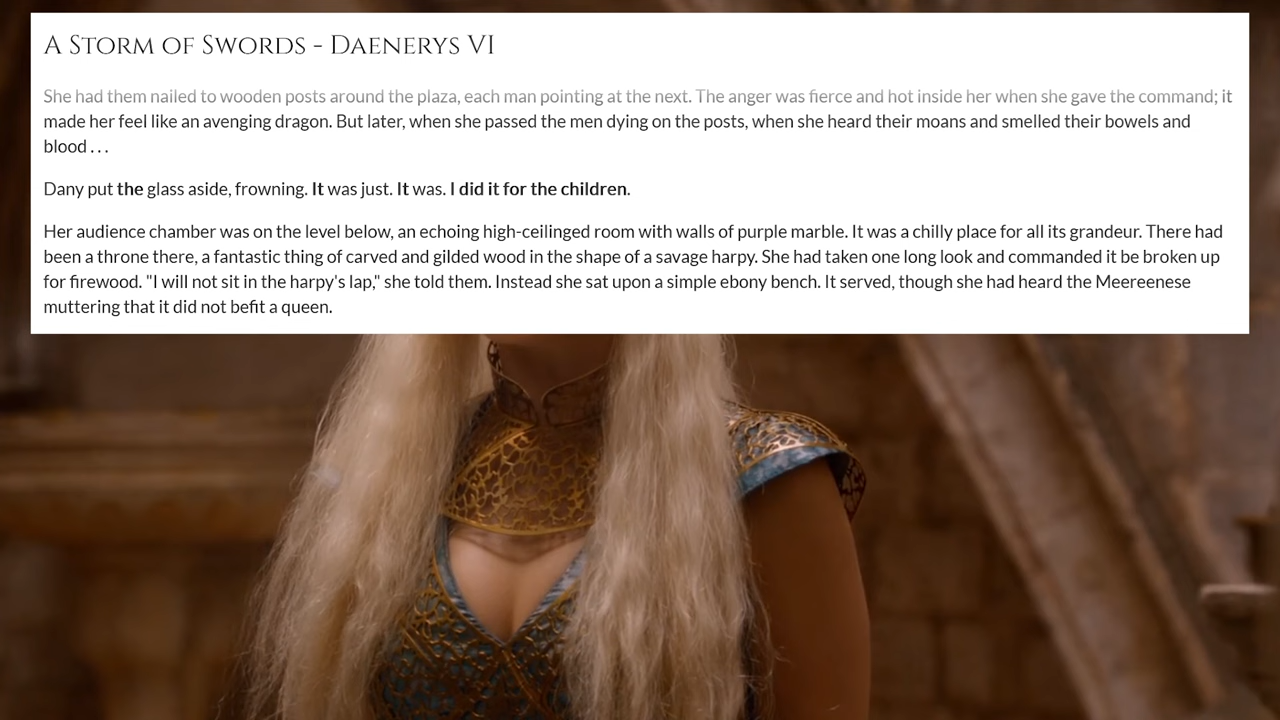 A Storm of Swords - Daenerys VI
She had them nailed to wooden posts around the plaza, each man pointing at the next. The anger was fierce and hot inside her when she gave the command; it
made her feel like an avenging dragon. But later, when she passed the men dying on the posts, when she heard their moans and smelled their bowels and
blood . . .
Dany put the glass aside, frowning. It was just. It was. I did it for the children.
Her audience chamber was on the level below, an echoing high-ceilinged room with walls of purple marble. It was a chilly place for all its grandeur. There had
been a throne there, a fantastic thing of carved and gilded wood in the shape of a savage harpy. She had taken one long look and commanded it be broken up
for firewood. "I will not sit in the harpy's lap," she told them. Instead she sat upon a simple ebony bench. It served, though she had heard the Meereenese
muttering that it did not befit a queen.